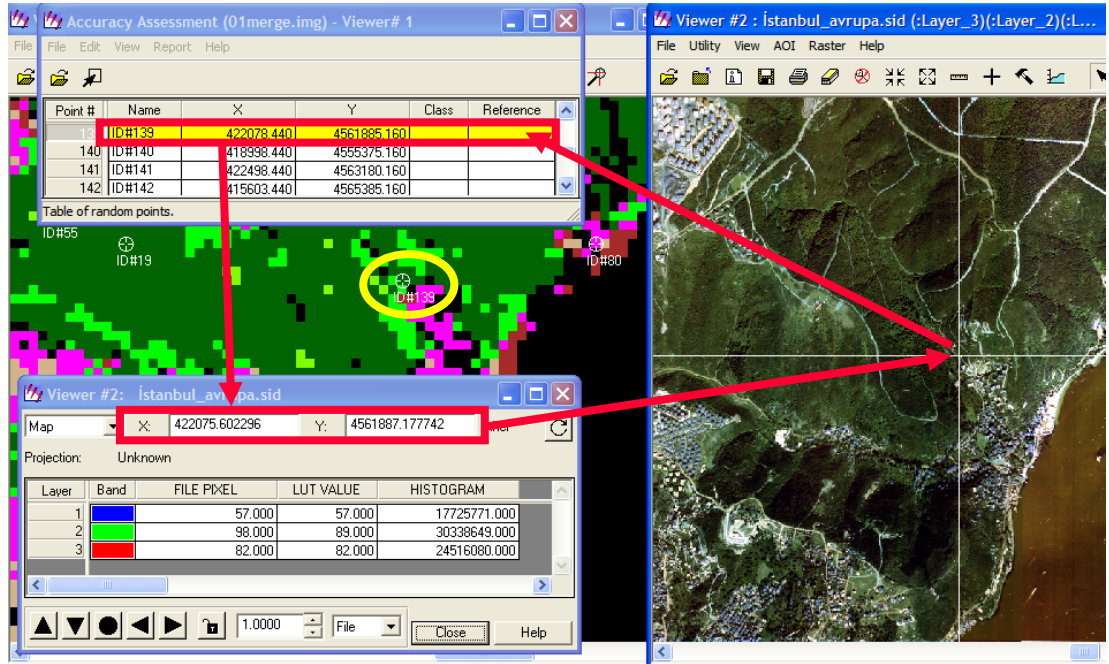 Accuracy Assessment (01merge.img) - Viewer# 1
File
File Edit View Report Help
Point # Name X Y Class Reference
ID#139 422078.440 4561885.160
140 ID#140 418998.440 4555375.160
141 ID#141 422498.440 4563180.160
142 ID#142 415603.440 4565385.160
Table of random points.
ID#55
ID#19
ID#139
ID#80
Viewer #2: İstanbul_avrupa.sid
Map X: 422075.602296 Y: 4561887.177742
Projection: Unknown
Layer Band FILE PIXEL LUT VALUE HISTOGRAM
1 57.000 57.000 17725771.000
2 98.000 89.000 30338649.000
3 82.000 82.000 24516080.000
1.0000 File Close Help
Viewer #2 : İstanbul_avrupa.sid (:Layer_3)(:Layer_2)(:L...
File Utility View AOI Raster Help